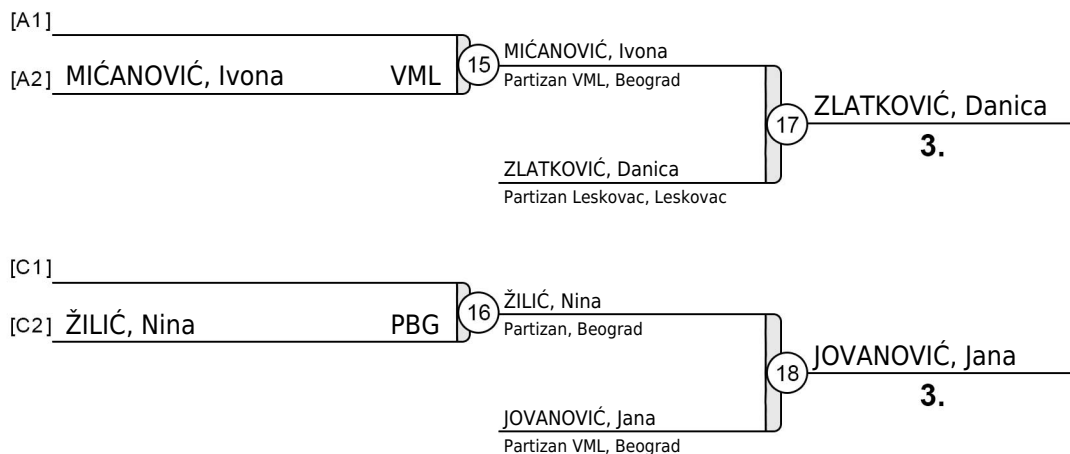 [A1]
[A2] MIĆANOVIĆ, Ivona VML
15
MIĆANOVIĆ, Ivona
Partizan VML, Beograd
17
ZLATKOVIĆ, Danica
3.
ZLATKOVIĆ, Danica
Partizan Leskovac, Leskovac
[C1]
[C2] ŽILIĆ, Nina PBG
16
ŽILIĆ, Nina
Partizan, Beograd
18
JOVANOVIĆ, Jana
3.
JOVANOVIĆ, Jana
Partizan VML, Beograd